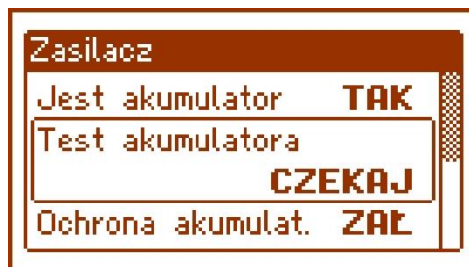 Zasilacz
Jest akumulator TAK
Test akumulatora
CZEKAJ
Ochrona akumulat. ZAŁ